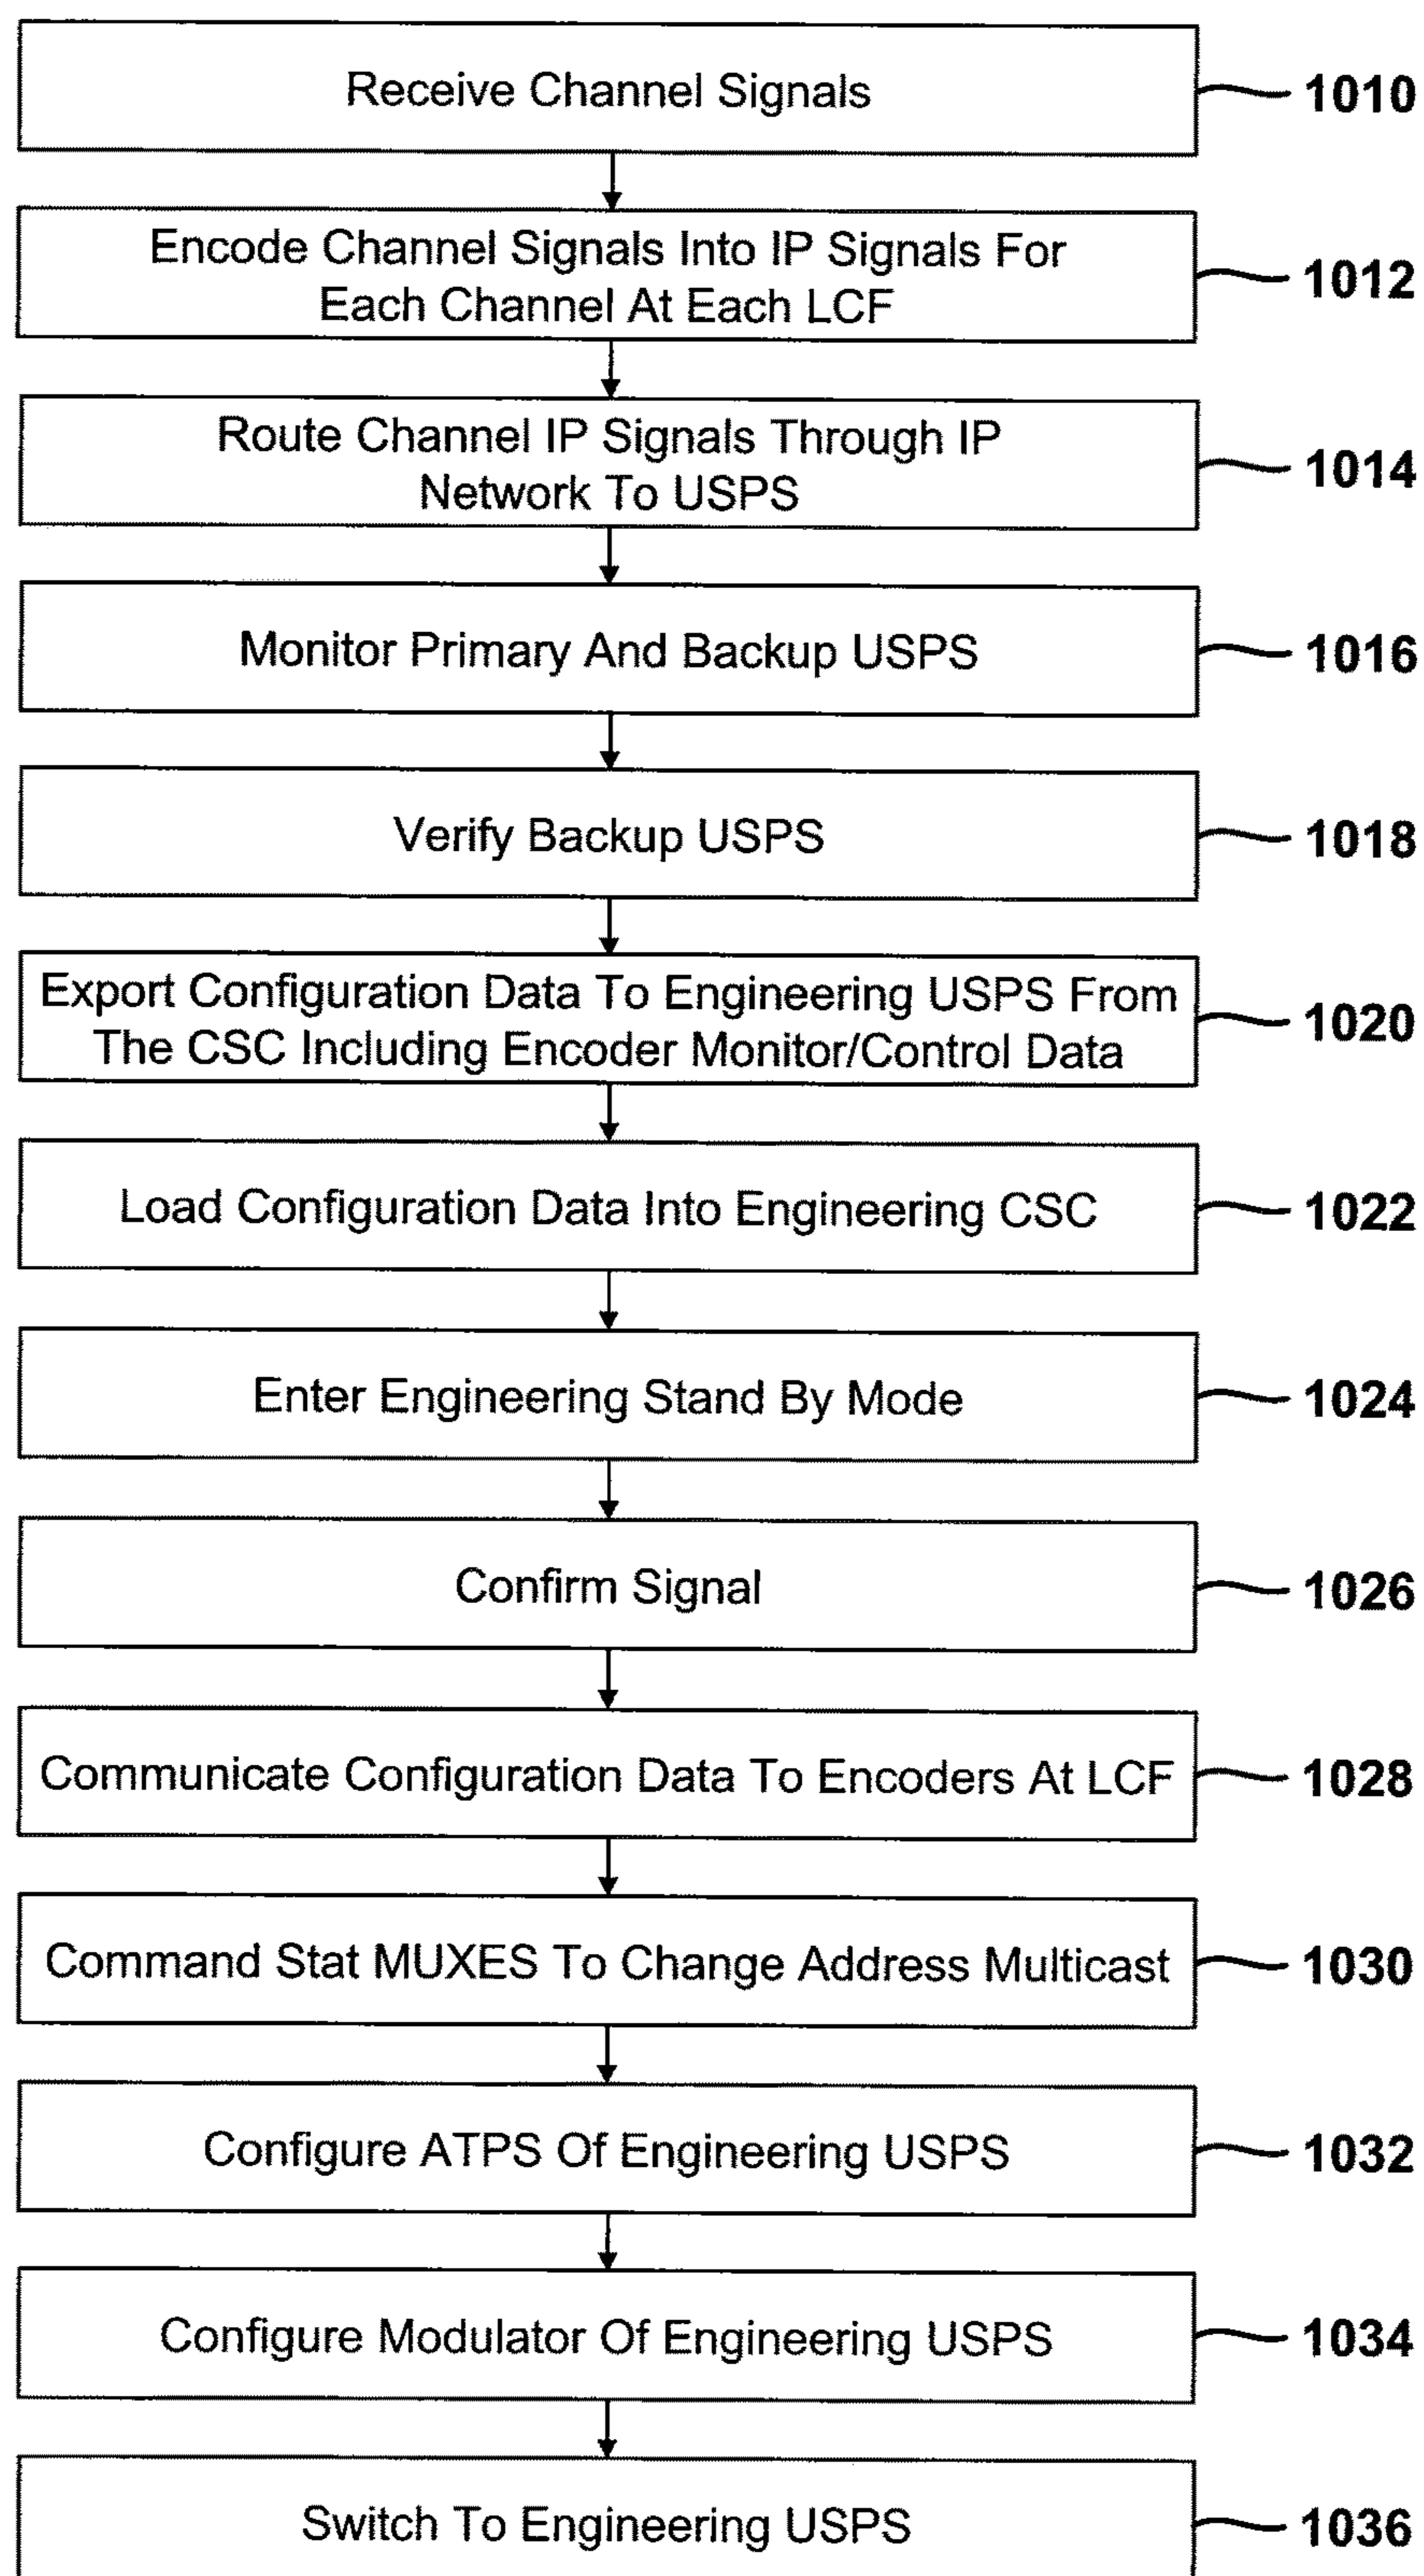 Receive Channel Signals
1010
Encode Channel Signals Into IP Signals For
Each Channel At Each LCF
1012
Route Channel IP Signals Through IP
Network To USPS
1014
Monitor Primary And Backup USPS
1016
Verify Backup USPS
1018
Export Configuration Data To Engineering USPS From
The CSC Including Encoder Monitor/Control Data
1020
Load Configuration Data Into Engineering CSC
1022
Enter Engineering Stand By Mode
1024
Confirm Signal
1026
Communicate Configuration Data To Encoders At LCF
1028
Command Stat MUXES To Change Address Multicast
1030
Configure ATPS Of Engineering USPS
1032
Configure Modulator Of Engineering USPS
1034
Switch To Engineering USPS
1036